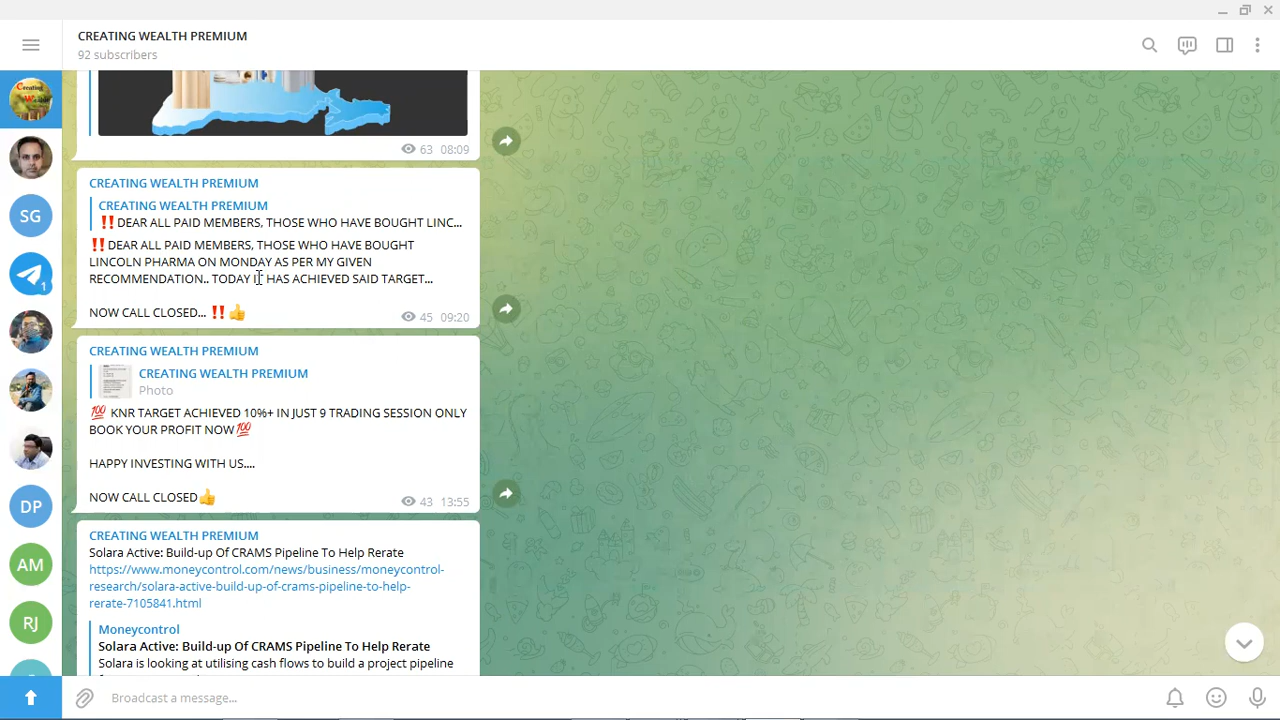 CREATING WEALTH PREMIUM
92 subscribers
Creating
Wealth
SG
1
DP
AM
RJ
63 08:09
CREATING WEALTH PREMIUM
CREATING WEALTH PREMIUM
‼️DEAR ALL PAID MEMBERS, THOSE WHO HAVE BOUGHT LINC...
‼️DEAR ALL PAID MEMBERS, THOSE WHO HAVE BOUGHT
LINCOLN PHARMA ON MONDAY AS PER MY GIVEN
RECOMMENDATION.. TODAY IT HAS ACHIEVED SAID TARGET...
NOW CALL CLOSED... ‼️👍
45 09:20
CREATING WEALTH PREMIUM
CREATING WEALTH PREMIUM
Photo
💯 KNR TARGET ACHIEVED 10%+ IN JUST 9 TRADING SESSION ONLY
BOOK YOUR PROFIT NOW💯
HAPPY INVESTING WITH US....
NOW CALL CLOSED👍
43 13:55
CREATING WEALTH PREMIUM
Solara Active: Build-up Of CRAMS Pipeline To Help Rerate
https://www.moneycontrol.com/news/business/moneycontrol-
research/solara-active-build-up-of-crams-pipeline-to-help-
rerate-7105841.html
Moneycontrol
Solara Active: Build-up Of CRAMS Pipeline To Help Rerate
Solara is looking at utilising cash flows to build a project pipeline
Broadcast a message...